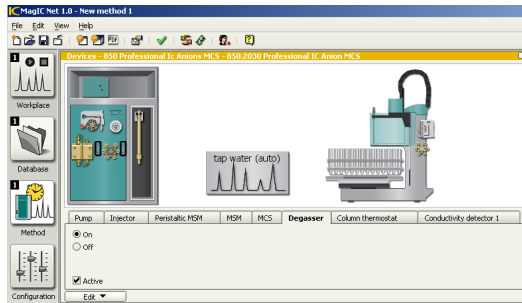 MagIC Net 1.0 - New method 1
File Edit View Help
PDF
Devices - 850 Professional Ic Anions MCS - 850.2030 Professional IC Anion MCS
1
Workplace
1
Database
1
Method
Configuration
tap water (auto)
Pump Injector Peristaltic MSM MSM MCS Degasser Column thermostat Conductivity detector 1
On
Off
Active
Edit